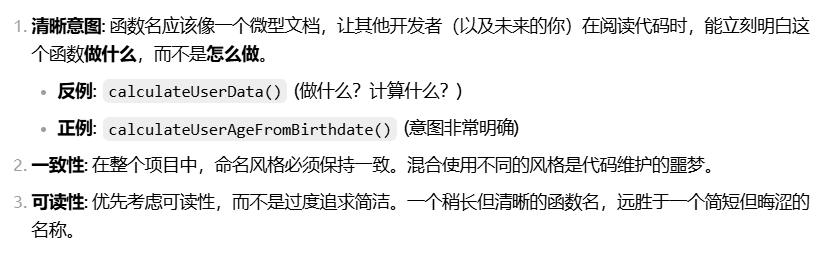 1. 清晰意图: 函数名应该像一个微型文档，让其他开发者（以及未来的你）在阅读代码时，能立刻明白这
个函数做什么，而不是怎么做。
• 反例: calculateUserData() (做什么？计算什么？)
• 正例: calculateUserAgeFromBirthdate() (意图非常明确)
2. 一致性: 在整个项目中，命名风格必须保持一致。混合使用不同的风格是代码维护的噩梦。
3. 可读性: 优先考虑可读性，而不是过度追求简洁。一个稍长但清晰的函数名，远胜于一个简短但晦涩的
名称。